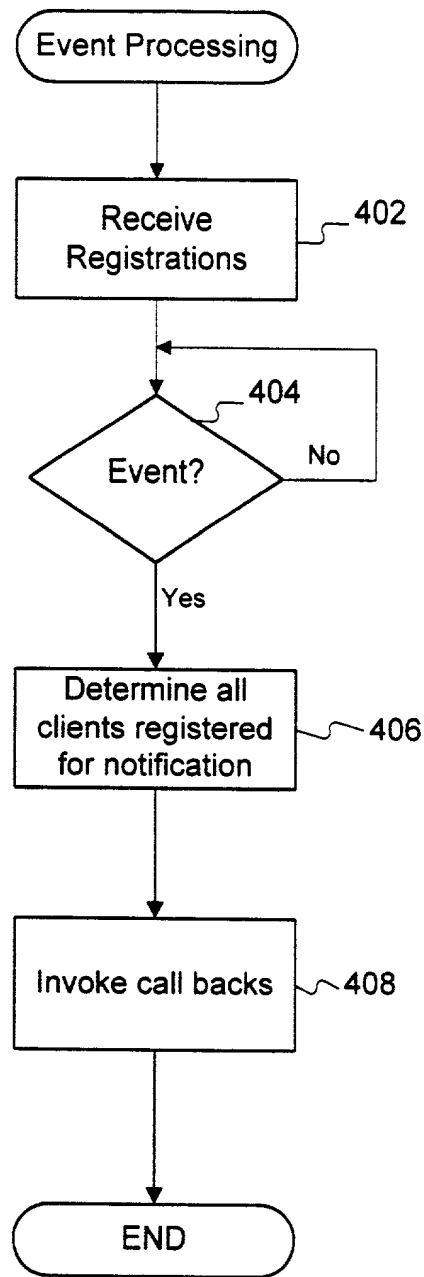 Event Processing
Receive
Registrations
402
404
Event?
No
Yes
Determine all
clients registered
for notification
406
Invoke call backs
408
END